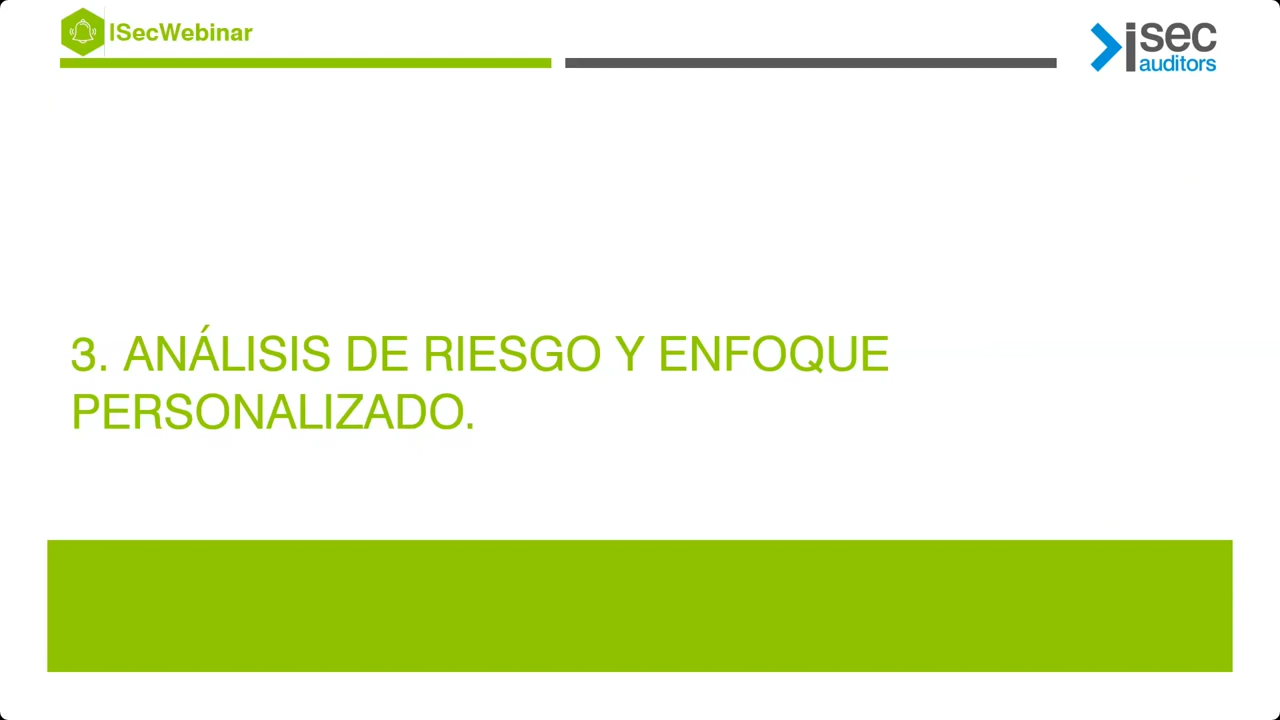 ISecWebinar
isec
auditors
3. ANÁLISIS DE RIESGO Y ENFOQUE
PERSONALIZADO.